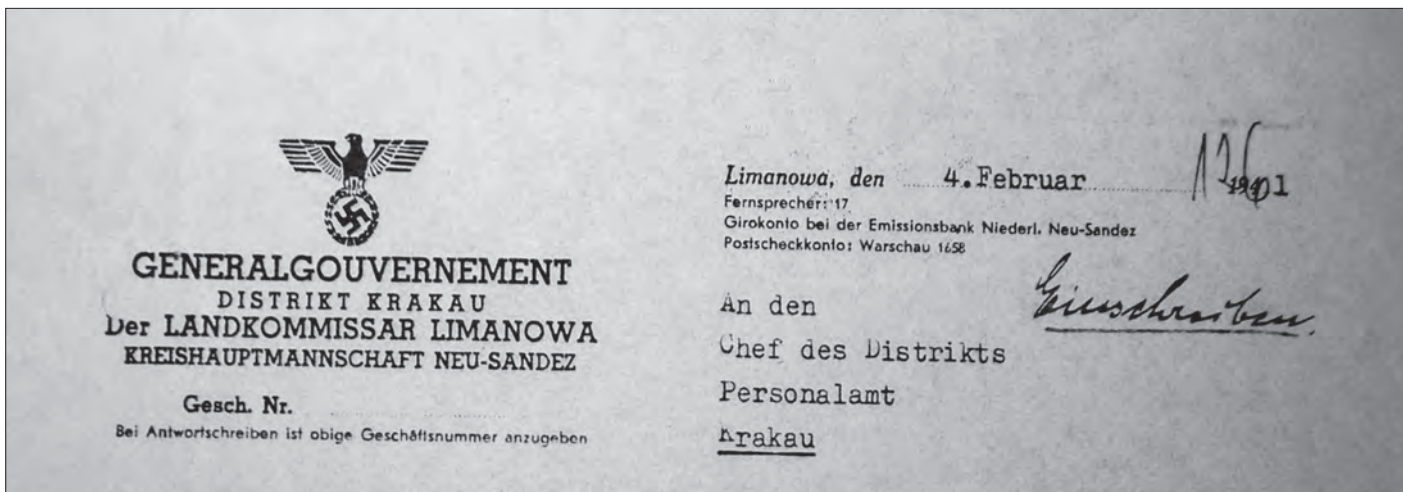 GENERALGOUVERNEMENT
DISTRIKT KRAKAU
Der LANDKOMMISSAR LIMANOWA
KREISHAUPTMANNSCHAFT NEU-SANDEZ
Gesch. Nr.
Bei Antwortschreiben ist obige Geschäftsnummer anzugeben
Limanowa, den 4. Februar
Fernsprecher: 17
Girokonto bei der Emissionsbank Niederl. Neu-Sandez
Postscheckkonto: Warschau 1658
Einschreiben.
An den
Chef des Distrikts
Personalamt
Krakau